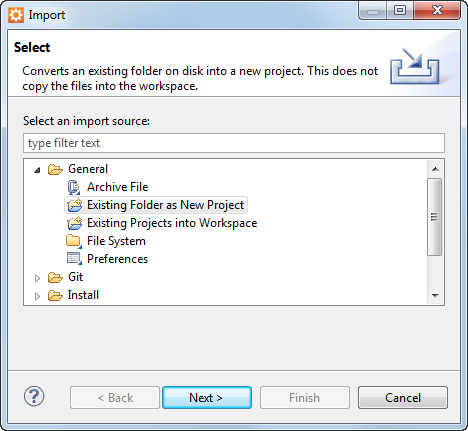 Import
Select
Converts an existing folder on disk into a new project. This does not
copy the files into the workspace.
Select an import source:
type filter text
General
Archive File
Existing Folder as New Project
Existing Projects into Workspace
File System
Preferences
Git
Install
?
< Back
Next >
Finish
Cancel